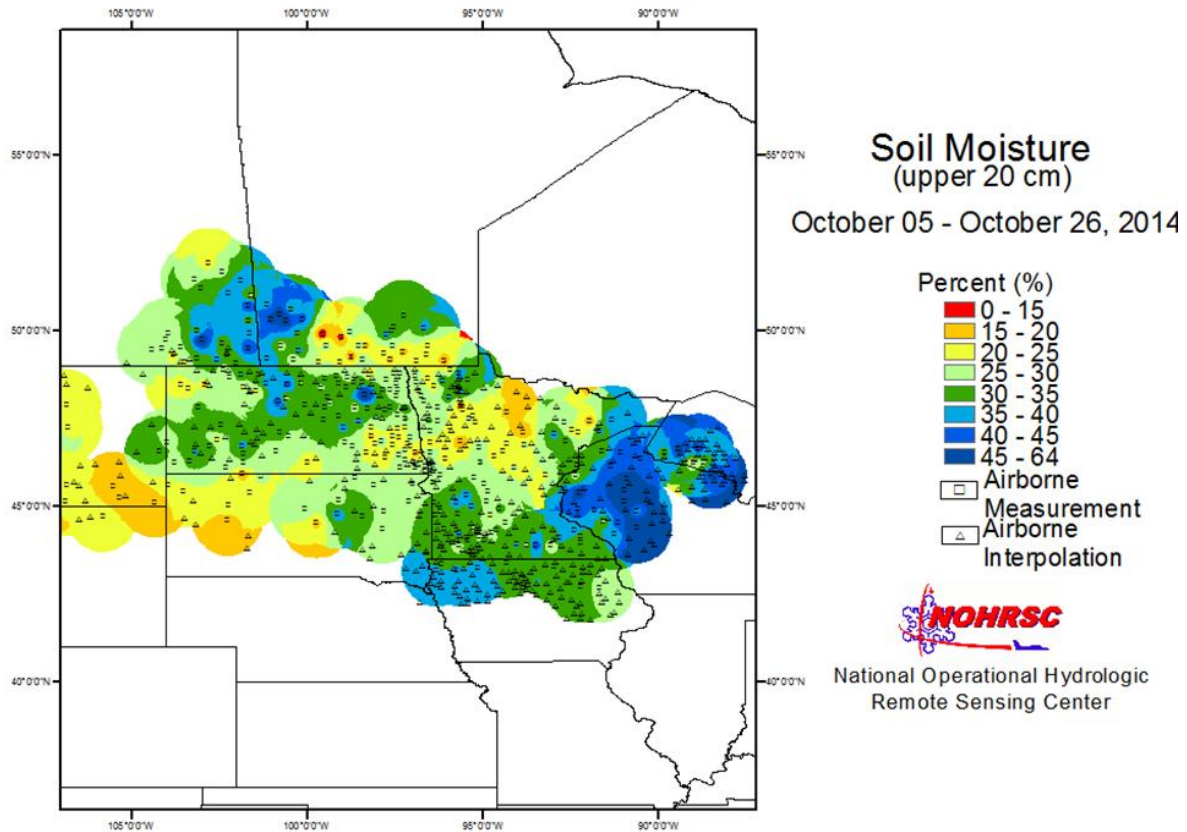 105°0'0"W 100°0'0"W 95°0'0"W 90°0'0"W
55°0'0"N 55°0'0"N
50°0'0"N 50°0'0"N
45°0'0"N 45°0'0"N
40°0'0"N 40°0'0"N
105°0'0"W 100°0'0"W 95°0'0"W 90°0'0"W
Soil Moisture
(upper 20 cm)
October 05 - October 26, 2014
Percent (%)
0 - 15
15 - 20
20 - 25
25 - 30
30 - 35
35 - 40
40 - 45
45 - 64
Airborne
Measurement
Airborne
Interpolation
NOHRSC
National Operational Hydrologic
Remote Sensing Center